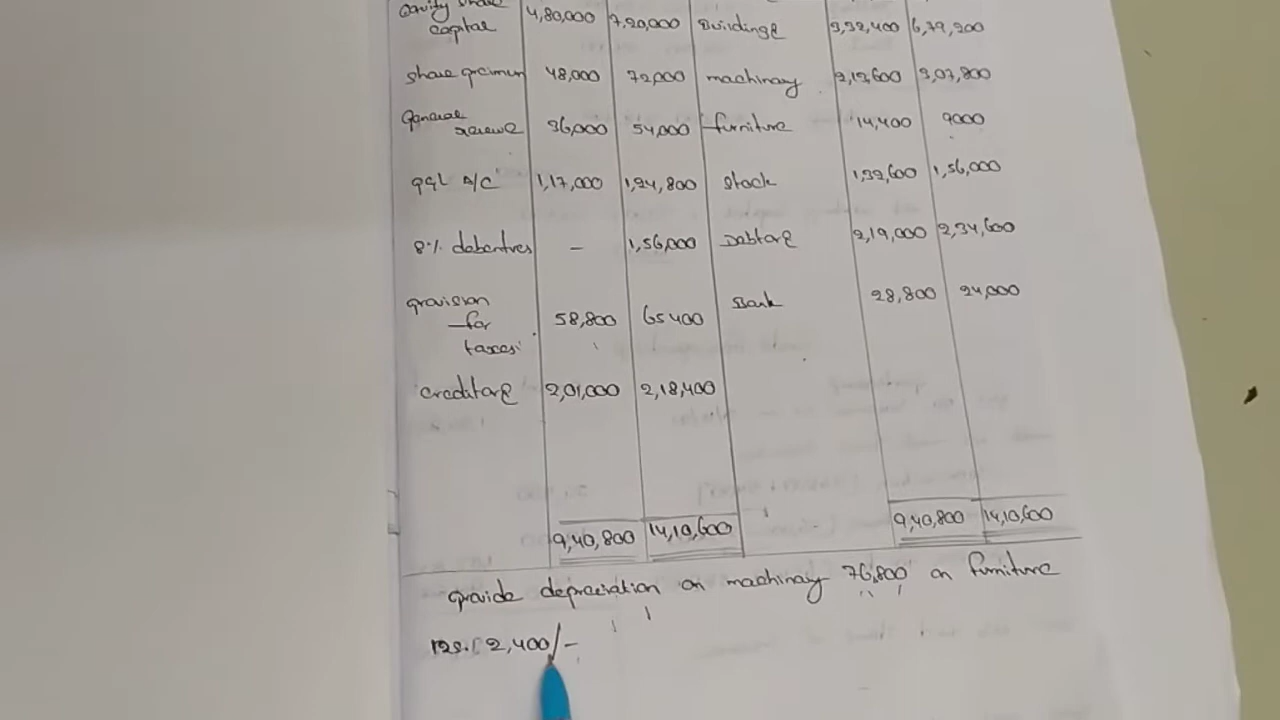 equity share
capital 4,80,000 7,20,000 Buildings 3,32,400 6,79,200
share premium 48,000 72,000 machinary 2,13,600 3,07,800
General
reserve 36,000 54,000 furniture 14,400 9000
P&L A/C 1,17,000 1,24,800 stock 1,32,600 1,56,000
8% debentures – 1,56,000 Debtors 2,19,000 2,34,600
provision
for 58,800 65400 Bank 28,800 24,000
taxes
creditors 2,01,000 2,18,400
9,40,800 14,10,600 9,40,800 14,10,600
provide depreciation on machinary 76,800 on furniture
Rs. 2,400/-